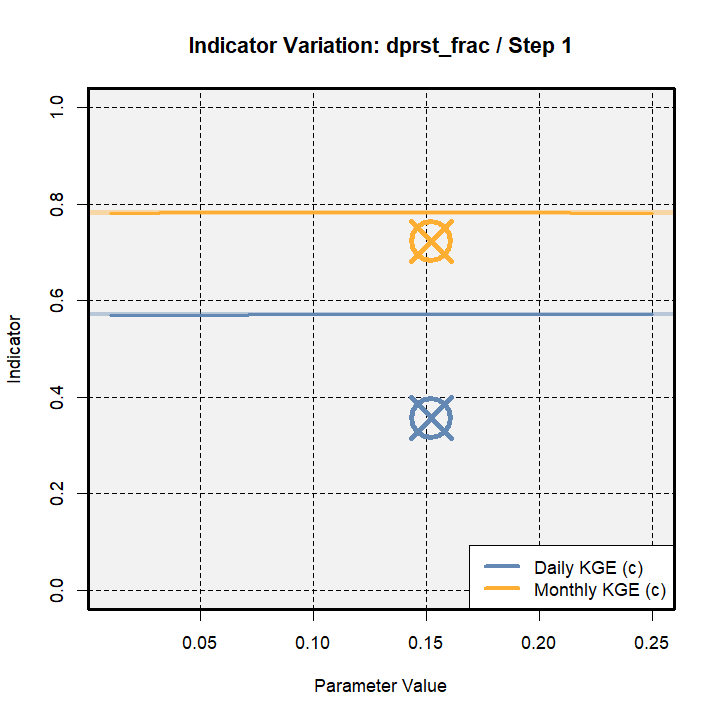 Indicator Variation: dprst_frac / Step 1
1.0
0.8
0.6
0.4
0.2
0.0
Indicator
Daily KGE (c)
Monthly KGE (c)
0.05 0.10 0.15 0.20 0.25
Parameter Value